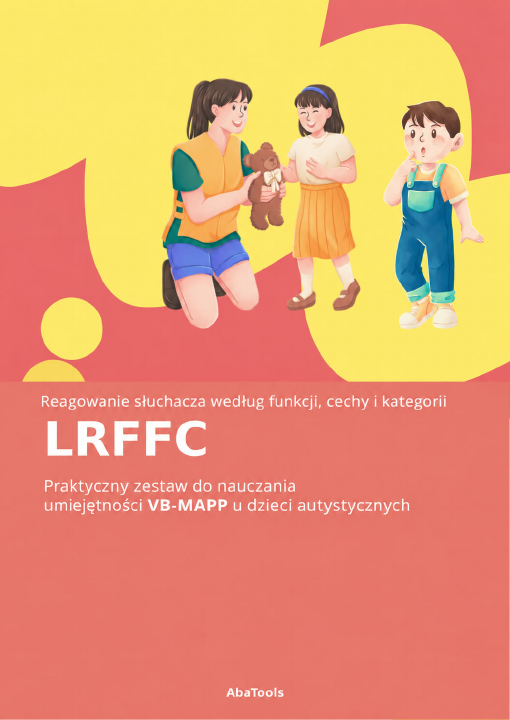 Reagowanie słuchacza według funkcji, cechy i kategorii
LRFFC
Praktyczny zestaw do nauczania
umiejętności VB-MAPP u dzieci autystycznych
AbaTools